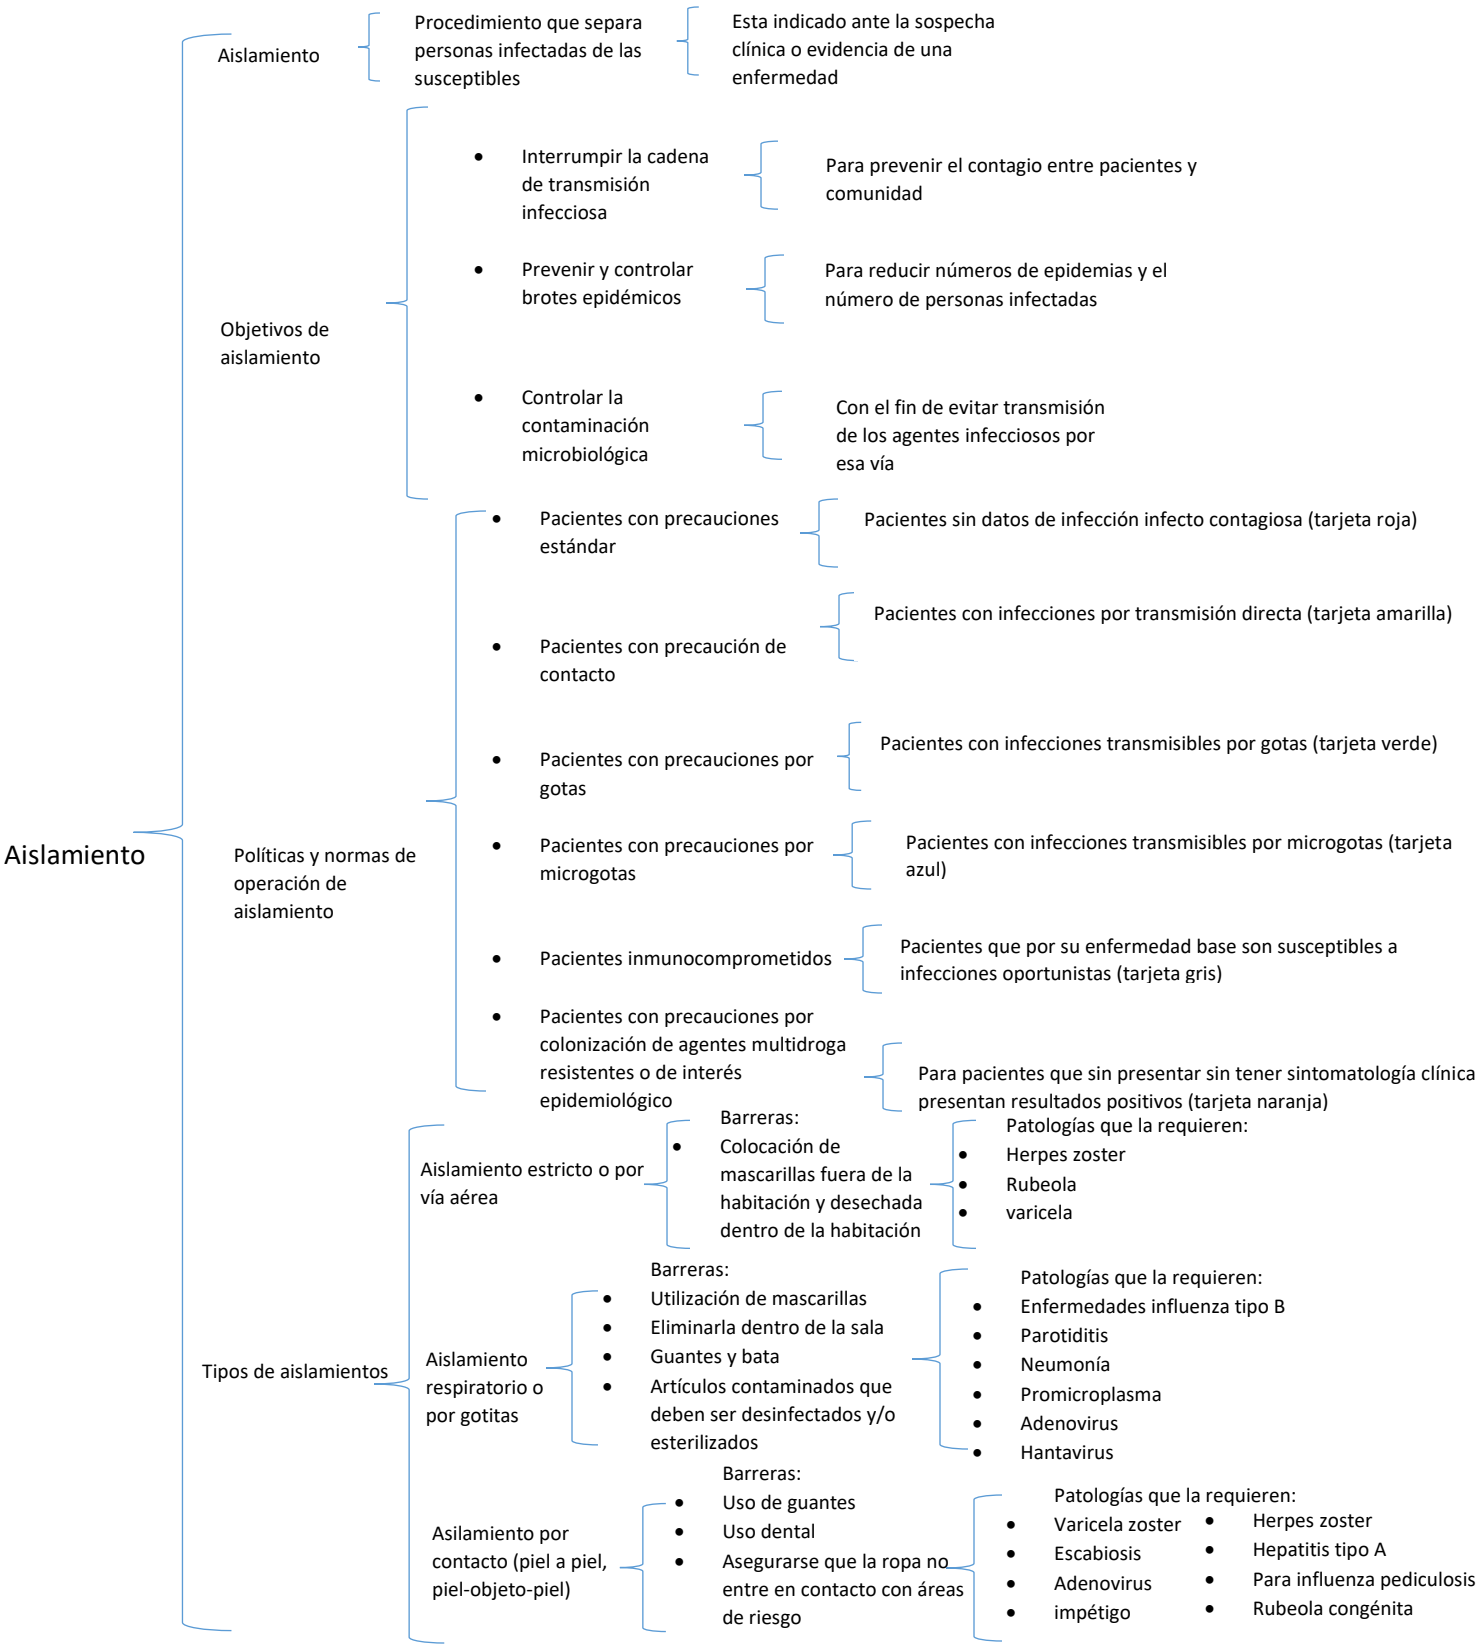 Aislamiento
Aislamiento
Procedimiento que separa
personas infectadas de las
susceptibles
Esta indicado ante la sospecha
clínica o evidencia de una
enfermedad
Objetivos de
aislamiento
• Interrumpir la cadena
de transmisión
infecciosa
Para prevenir el contagio entre pacientes y
comunidad
• Prevenir y controlar
brotes epidémicos
Para reducir números de epidemias y el
número de personas infectadas
• Controlar la
contaminación
microbiológica
Con el fin de evitar transmisión
de los agentes infecciosos por
esa vía
Políticas y normas de
operación de
aislamiento
• Pacientes con precauciones
estándar
Pacientes sin datos de infección infecto contagiosa (tarjeta roja)
• Pacientes con precaución de
contacto
Pacientes con infecciones por transmisión directa (tarjeta amarilla)
• Pacientes con precauciones por
gotas
Pacientes con infecciones transmisibles por gotas (tarjeta verde)
• Pacientes con precauciones por
microgotas
Pacientes con infecciones transmisibles por microgotas (tarjeta
azul)
• Pacientes inmunocomprometidos
Pacientes que por su enfermedad base son susceptibles a
infecciones oportunistas (tarjeta gris)
• Pacientes con precauciones por
colonización de agentes multidroga
resistentes o de interés
epidemiológico
Para pacientes que sin presentar sin tener sintomatología clínica
presentan resultados positivos (tarjeta naranja)
Tipos de aislamientos
Aislamiento estricto o por
vía aérea
Barreras:
• Colocación de
mascarillas fuera de la
habitación y desechada
dentro de la habitación
Patologías que la requieren:
• Herpes zoster
• Rubeola
• varicela
Aislamiento
respiratorio o
por gotitas
Barreras:
• Utilización de mascarillas
• Eliminarla dentro de la sala
• Guantes y bata
• Artículos contaminados que
deben ser desinfectados y/o
esterilizados
Patologías que la requieren:
• Enfermedades influenza tipo B
• Parotiditis
• Neumonía
• Promicroplasma
• Adenovirus
• Hantavirus
Asilamiento por
contacto (piel a piel,
piel-objeto-piel)
Barreras:
• Uso de guantes
• Uso dental
• Asegurarse que la ropa no
entre en contacto con áreas
de riesgo
Patologías que la requieren:
• Varicela zoster
• Escabiosis
• Adenovirus
• impétigo
• Herpes zoster
• Hepatitis tipo A
• Para influenza pediculosis
• Rubeola congénita